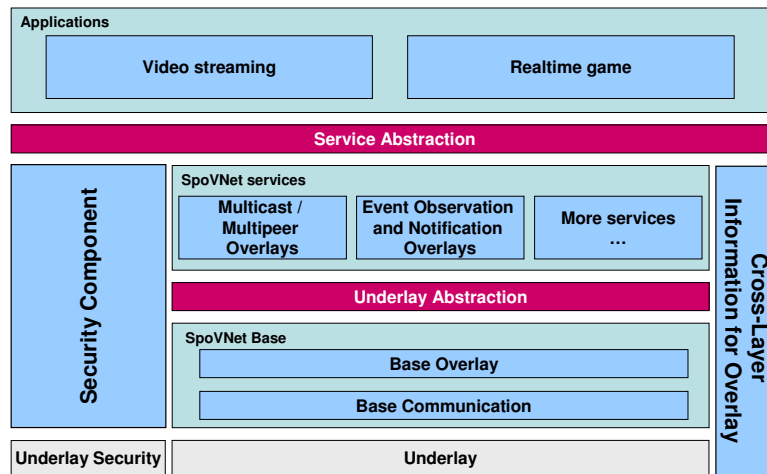 Applications
Video streaming
Realtime game
Service Abstraction
Security Component
SpoVNet services
Multicast /
Multipeer
Overlays
Event Observation
and Notification
Overlays
More services
...
Underlay Abstraction
SpoVNet Base
Base Overlay
Base Communication
Cross-Layer
Information for Overlay
Underlay Security
Underlay